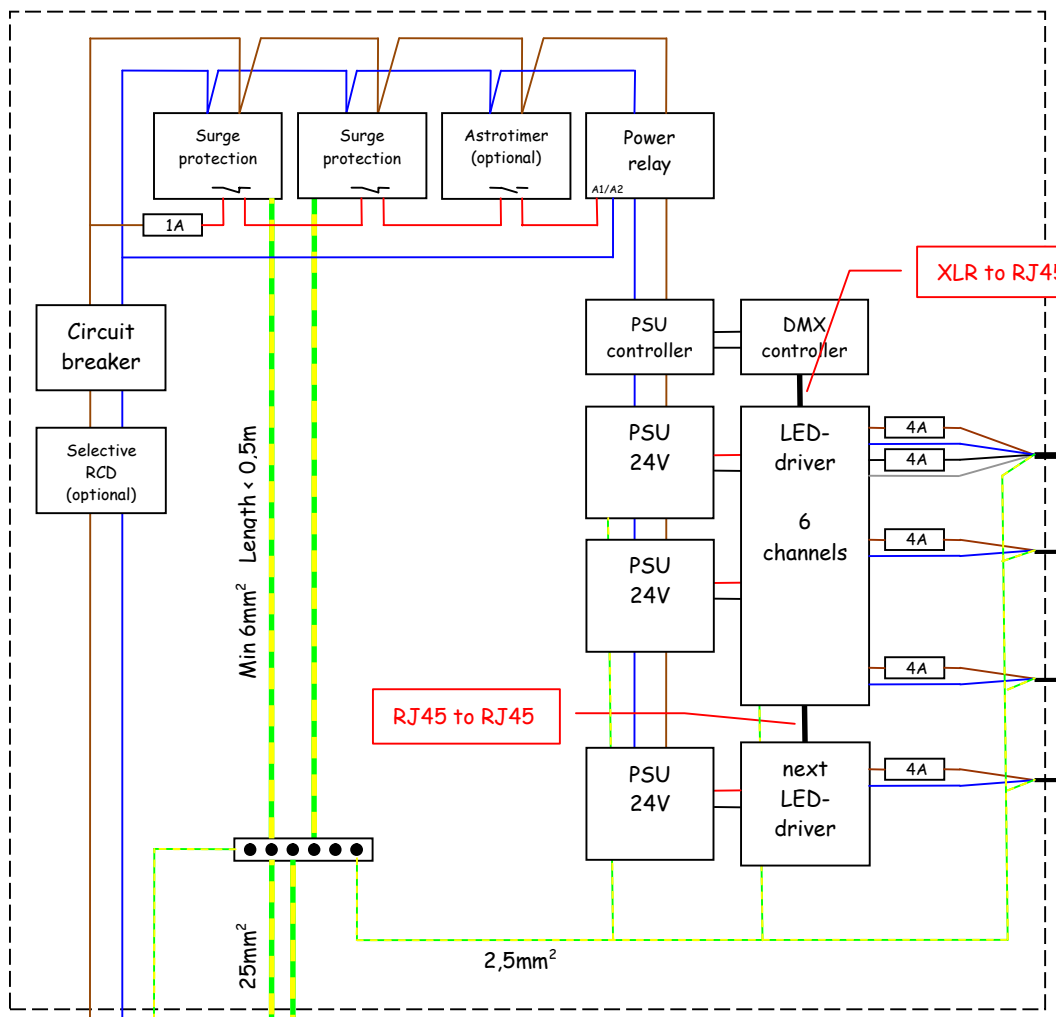 Surge
protection
Surge
protection
Astrotimer
(optional)
Power
relay
A1/A2
1A
XLR to RJ45
Circuit
breaker
PSU
controller
DMX
controller
Selective
RCD
(optional)
Min 6mm² Length < 0,5m
PSU
24V
LED-
driver
6
channels
4A
4A
PSU
24V
4A
4A
RJ45 to RJ45
PSU
24V
next
LED-
driver
4A
25mm²
2,5mm²